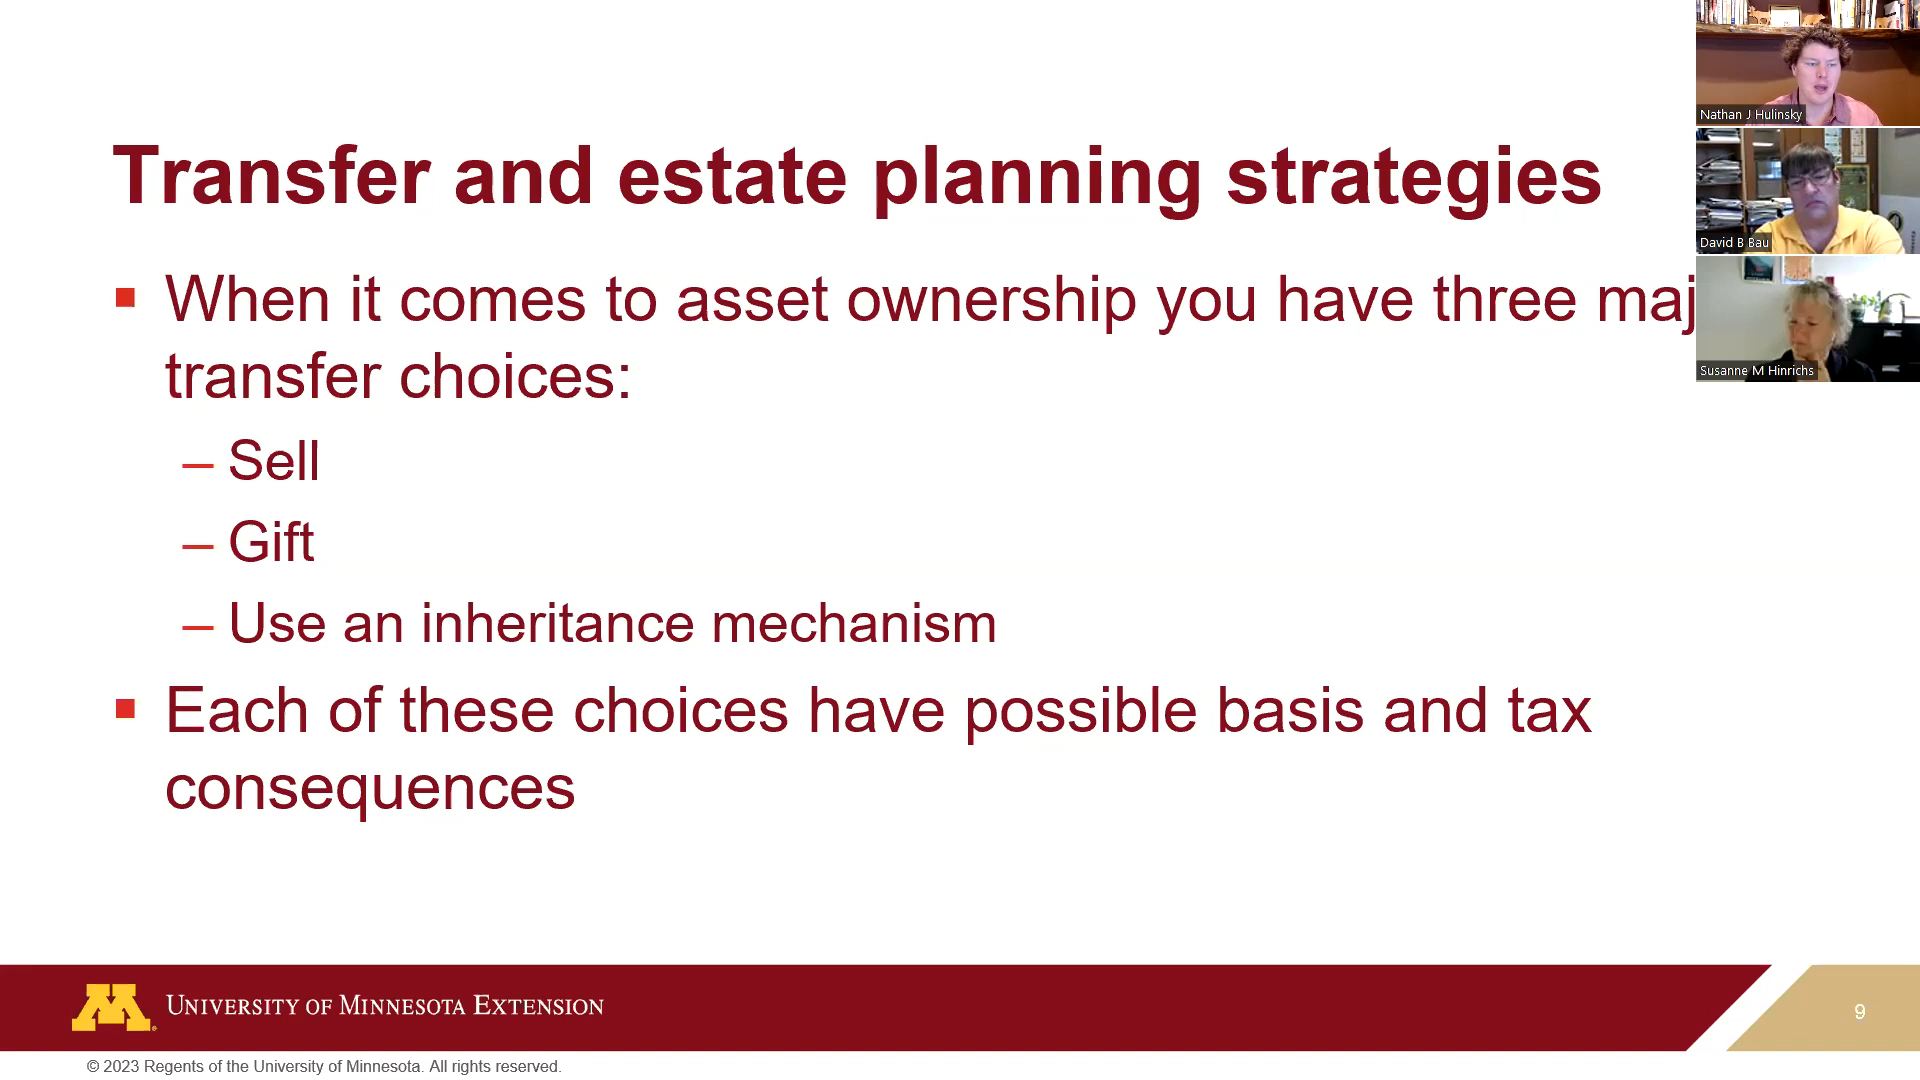 Transfer and estate planning strategies
When it comes to asset ownership you have three maj
transfer choices:
– Sell
– Gift
– Use an inheritance mechanism
Each of these choices have possible basis and tax
consequences
Nathan J Hulinsky
David B Bau
Susanne M Hinrichs
UNIVERSITY OF MINNESOTA EXTENSION
9
© 2023 Regents of the University of Minnesota. All rights reserved.